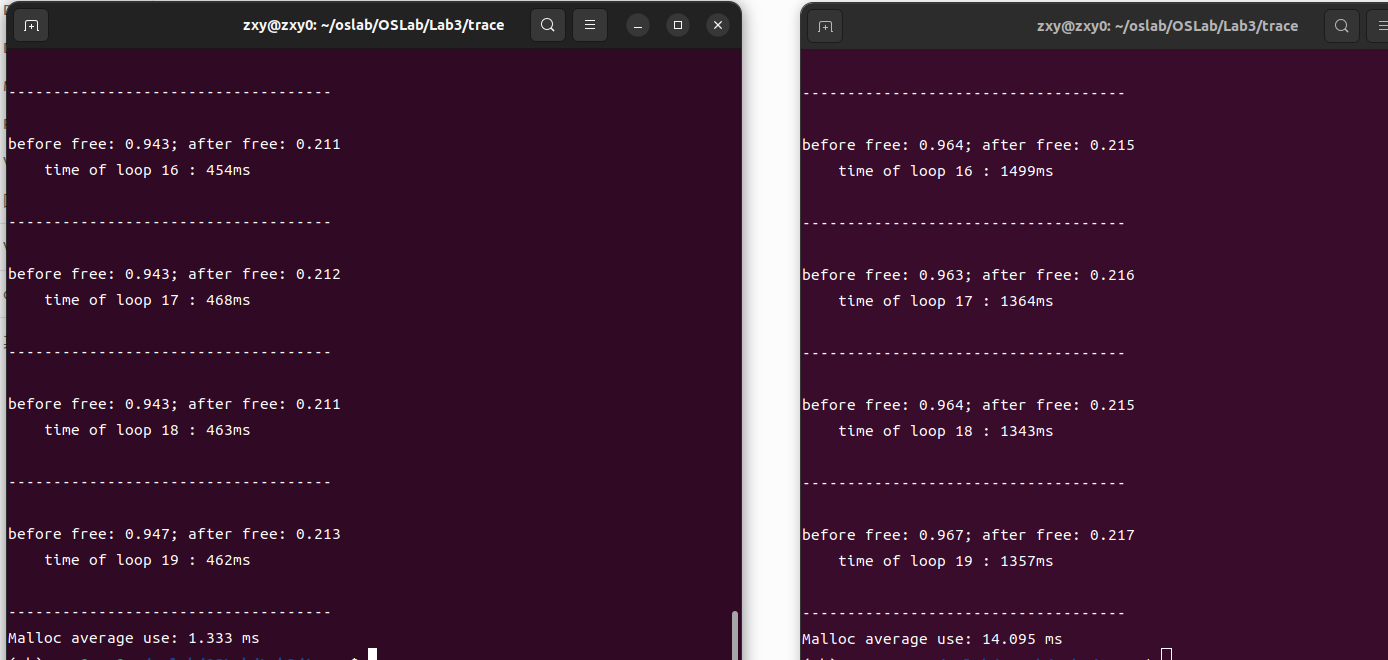 zxy@zxy0: ~/oslab/OSLab/Lab3/trace
------------------------------------
before free: 0.943; after free: 0.211
time of loop 16 : 454ms
------------------------------------
before free: 0.943; after free: 0.212
time of loop 17 : 468ms
------------------------------------
before free: 0.943; after free: 0.211
time of loop 18 : 463ms
------------------------------------
before free: 0.947; after free: 0.213
time of loop 19 : 462ms
------------------------------------
Malloc average use: 1.333 ms
zxy@zxy0: ~/oslab/OSLab/Lab3/trace
------------------------------------
before free: 0.964; after free: 0.215
time of loop 16 : 1499ms
------------------------------------
before free: 0.963; after free: 0.216
time of loop 17 : 1364ms
------------------------------------
before free: 0.964; after free: 0.215
time of loop 18 : 1343ms
------------------------------------
before free: 0.967; after free: 0.217
time of loop 19 : 1357ms
------------------------------------
Malloc average use: 14.095 ms